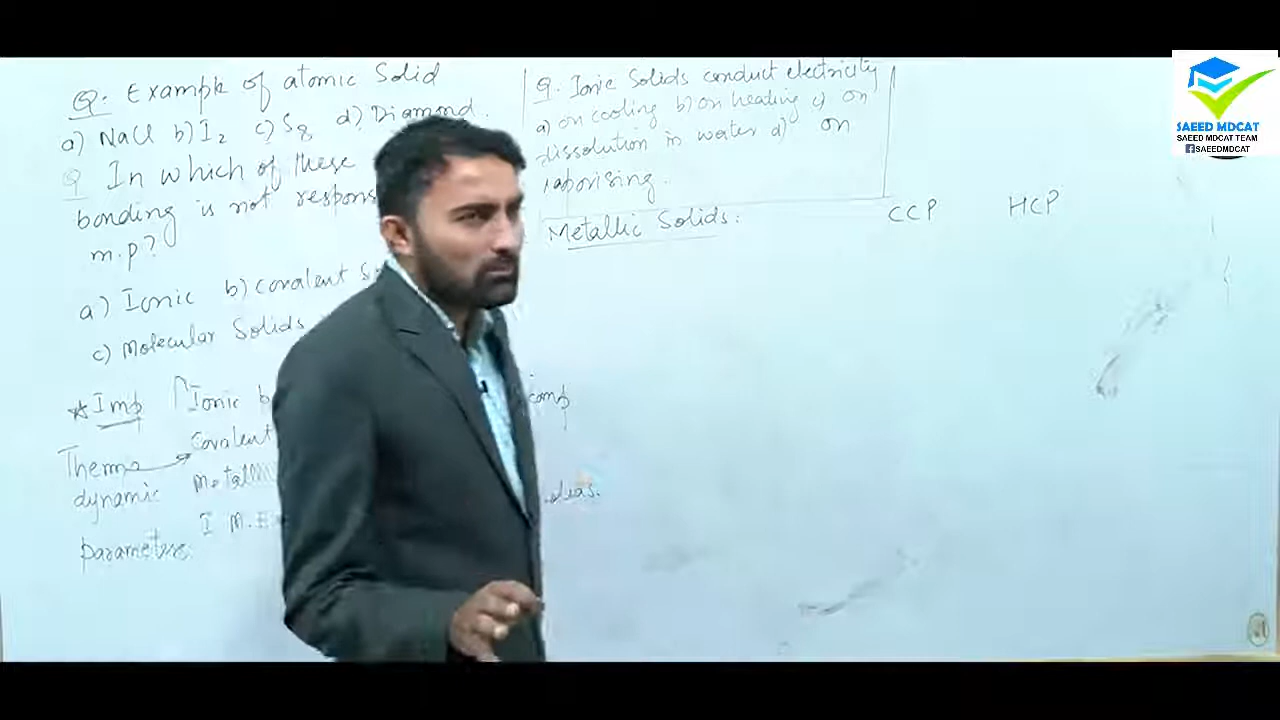 Q. Example of atomic Solid
a) NaCl b) I2 c) S8 d) Diamond.
Q In which of these
bonding is not
m.p?
a) Ionic b) covalent
c) Molecular Solids
* Imp Ionic
Covalent
Thermo
dynamic
parameters.
comp
Q. Ionic Solids conduct electricity
a) on cooling b) on heating c) on
dissolution in water d) on
vaporising.
Metallic Solids:
CCP HCP
SAEED MDCAT
SAEED MDCAT TEAM
SAEEDMDCAT